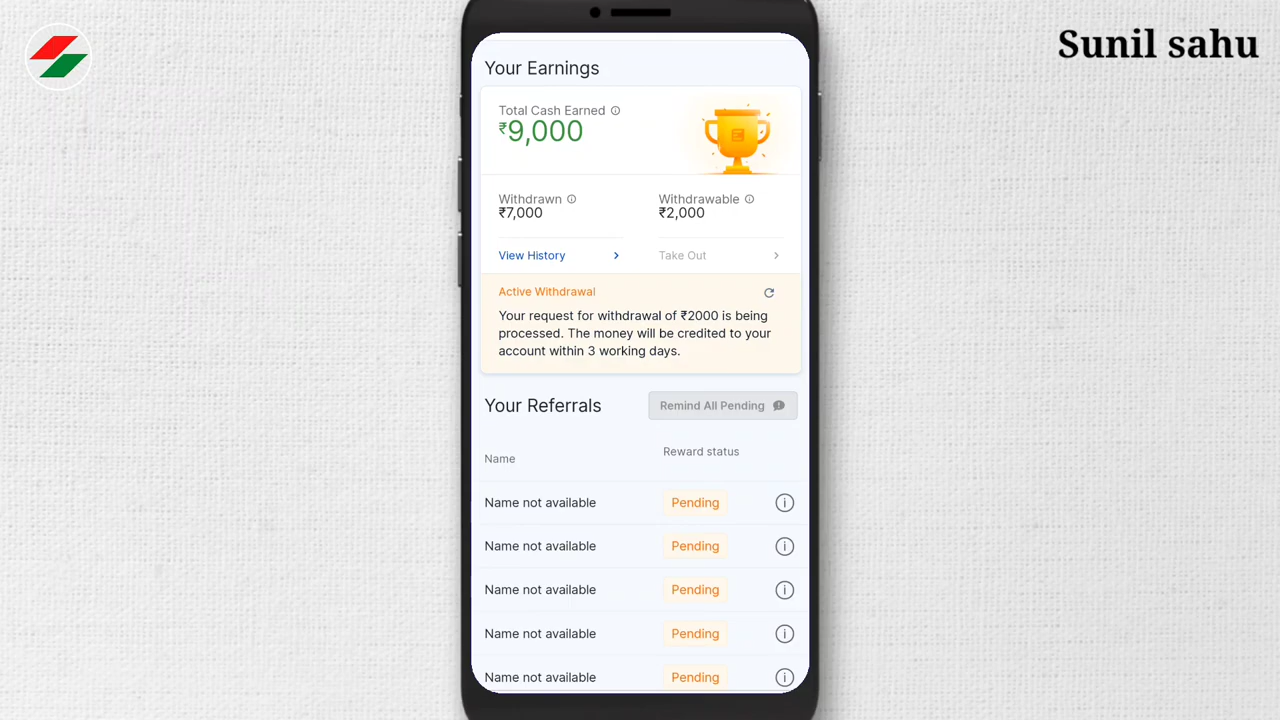 Sunil sahu
Your Earnings
Total Cash Earned
₹9,000
Withdrawn
Withdrawable
₹7,000
₹2,000
View History
Take Out
Active Withdrawal
Your request for withdrawal of ₹2000 is being
processed. The money will be credited to your
account within 3 working days.
Your Referrals
Remind All Pending
Name
Reward status
Name not available
Pending
Name not available
Pending
Name not available
Pending
Name not available
Pending
Name not available
Pending